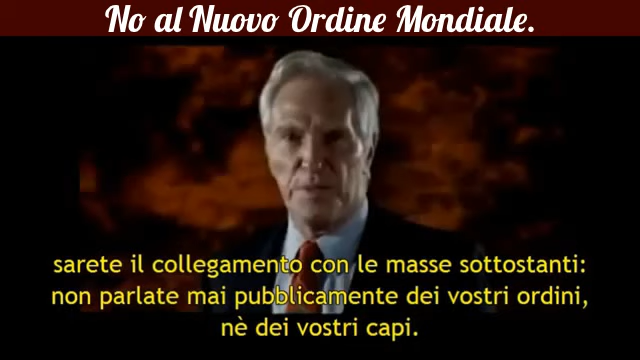 No al Nuovo Ordine Mondiale.
sarete il collegamento con le masse sottostanti:
non parlate mai pubblicamente dei vostri ordini,
nè dei vostri capi.